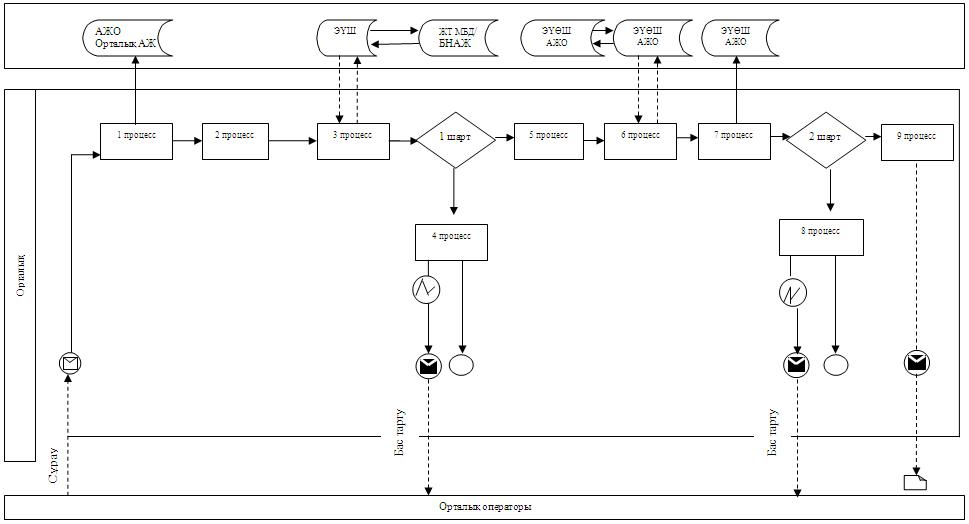 АЖО
Орталық АЖ
ЭҮШ
ЖТ МБД/
БНАЖ
ЭҮӨШ
АЖО
ЭҮӨШ
АЖО
ЭҮӨШ
АЖО
1 процесс
2 процесс
3 процесс
1 шарт
5 процесс
6 процесс
7 процесс
2 шарт
9 процесс
4 процесс
8 процесс
Орталық
Сұрау
Бас тарту
Бас тарту
Орталық операторы